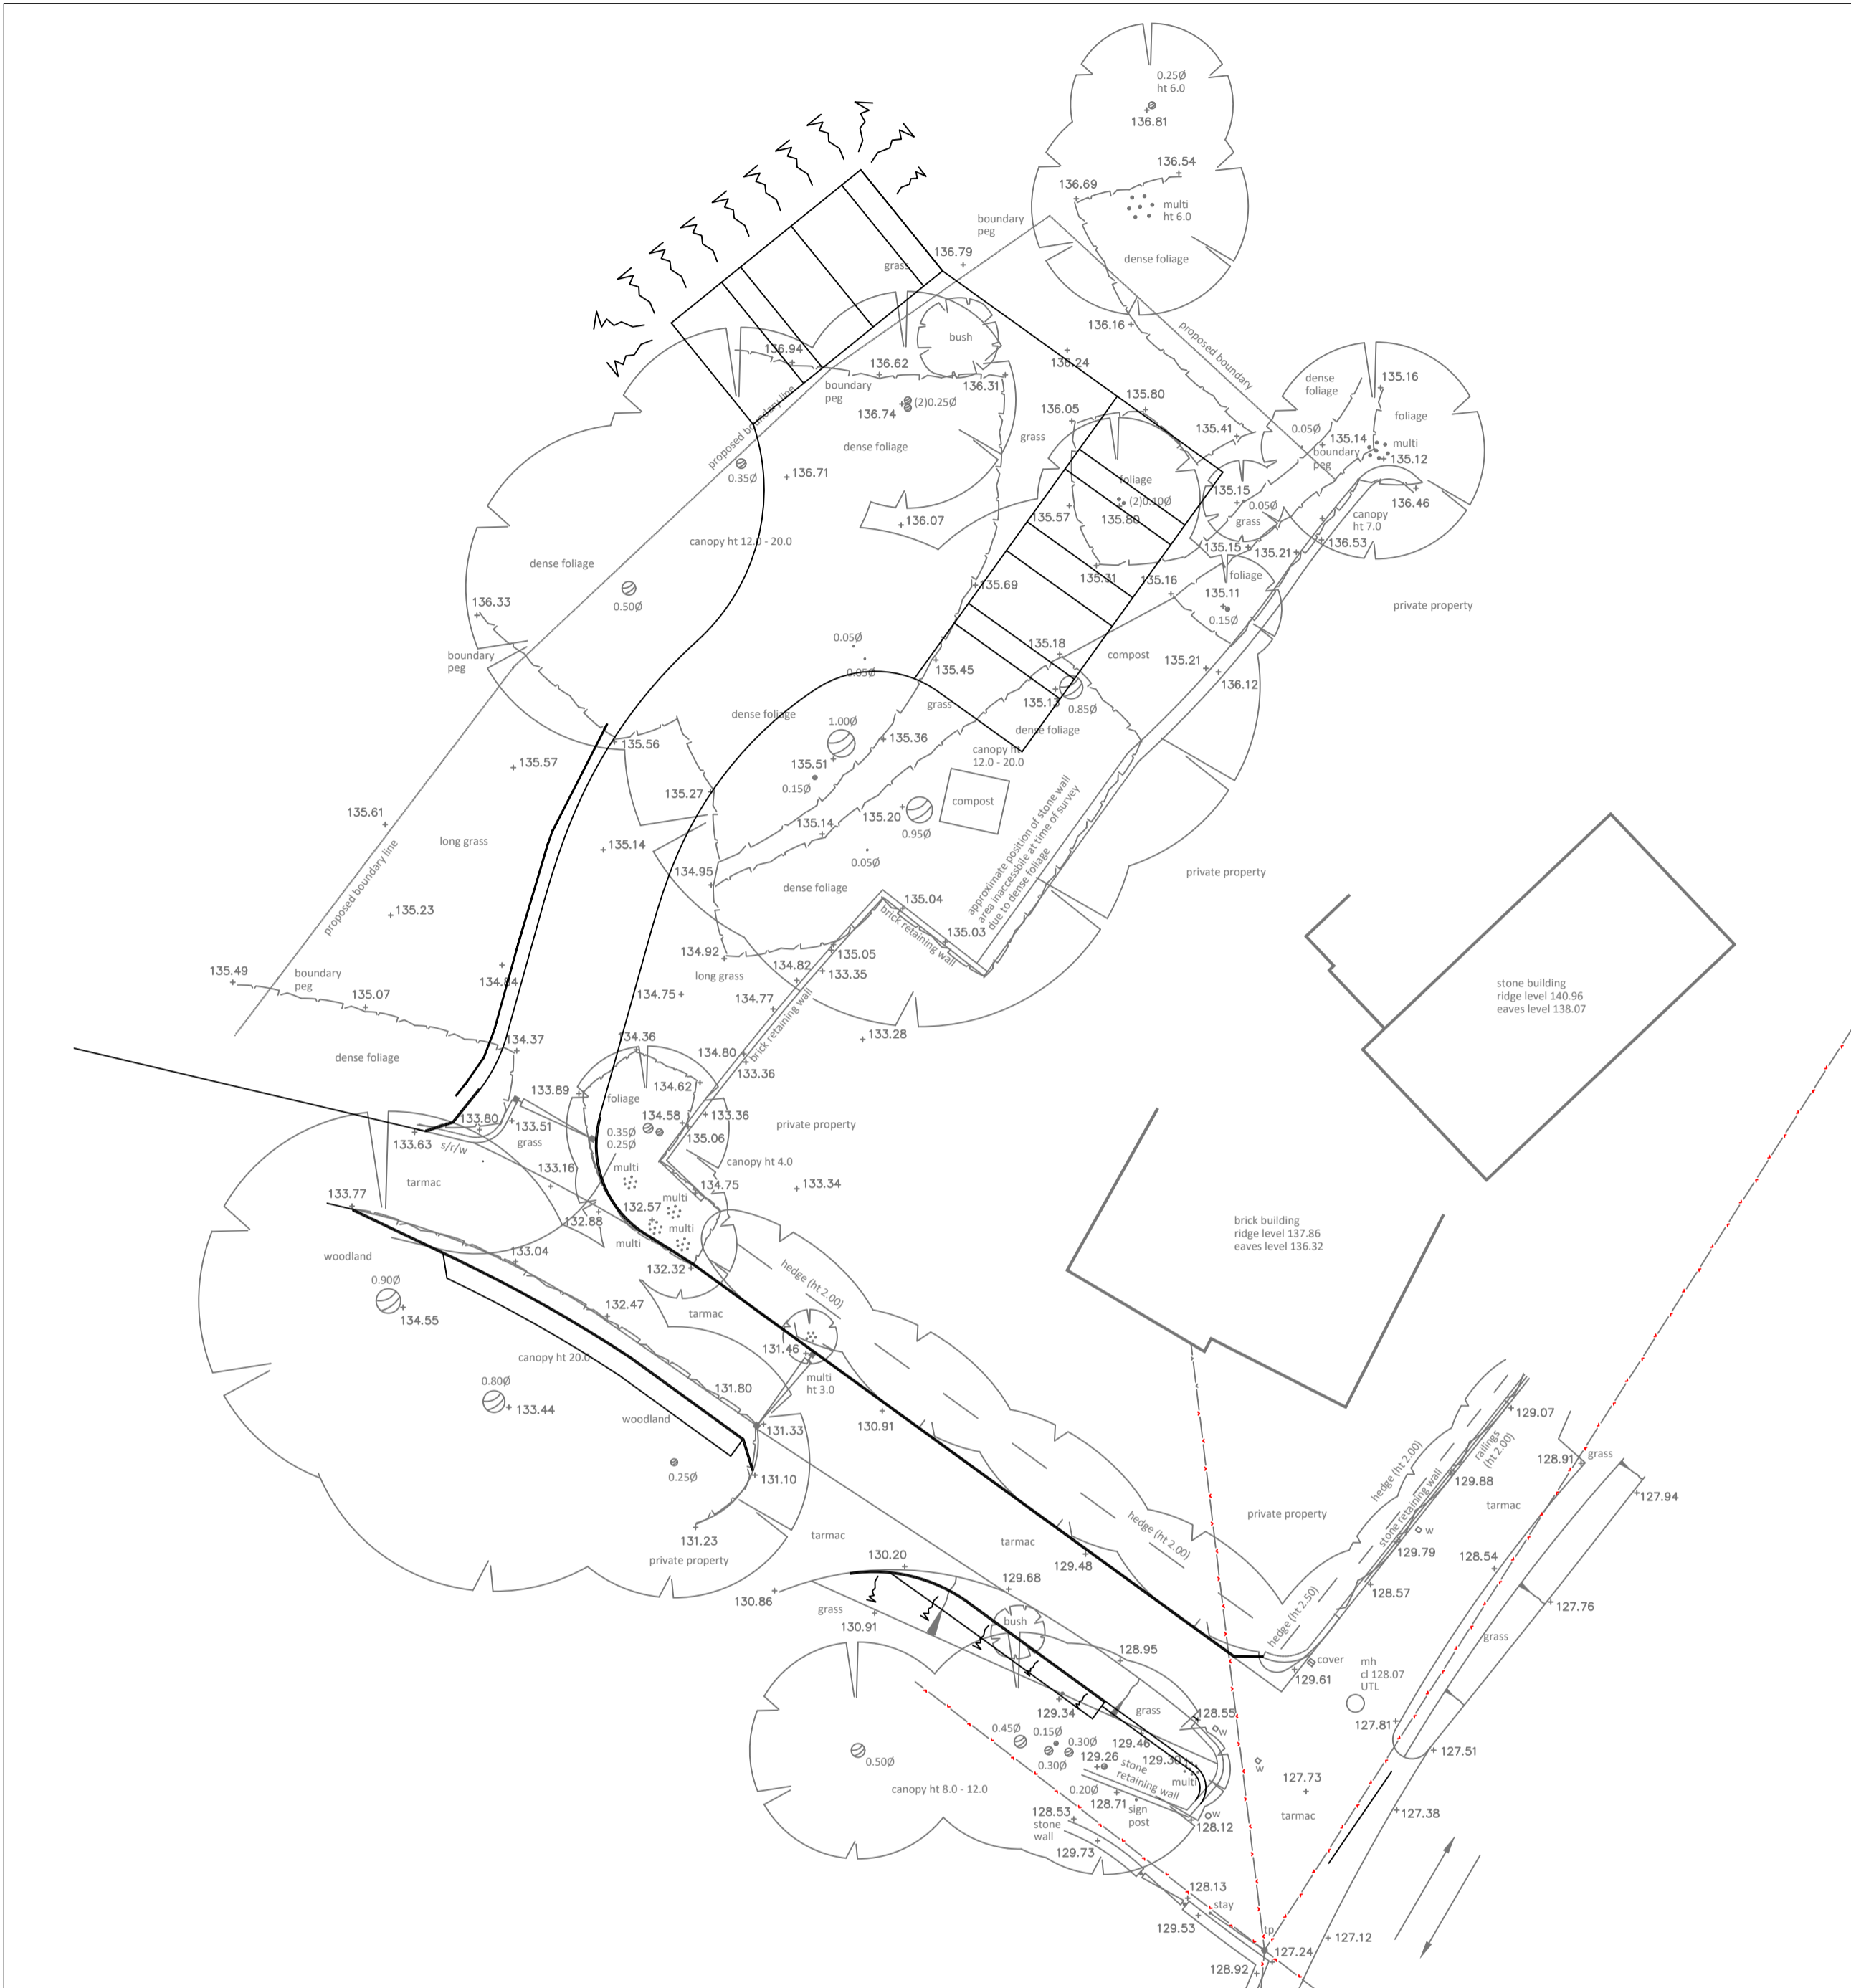 0.25Ø
ht 6.0
136.81
136.54
136.69
multi
ht 6.0
dense foliage
boundary
peg
136.79
grass
136.16
proposed boundary
bush
136.24
136.94
136.62
136.31
boundary
peg
(2)0.25Ø
136.74
proposed boundary line
dense foliage
0.35Ø
136.71
136.07
grass
136.05
135.80
135.41
dense
foliage
135.16
foliage
0.05Ø
135.14
boundary
peg
multi
135.12
136.46
canopy
ht 7.0
136.53
foliage
(2)0.10Ø
135.80
135.57
135.15
0.05Ø
grass
135.15
135.21
foliage
135.31
135.16
135.11
0.15Ø
private property
canopy ht 12.0 - 20.0
dense foliage
0.50Ø
136.33
boundary
peg
135.69
0.05Ø
0.05Ø
135.18
compost
135.45
135.21
136.12
135.13
0.85Ø
grass
dense foliage
dense foliage
1.00Ø
135.36
canopy ht
12.0 - 20.0
135.51
0.15Ø
135.56
135.57
135.27
135.61
long grass
135.14
135.14
135.20
0.95Ø
compost
approximate position of stone wall
area inaccessbile at time of survey
due to dense foliage
0.05Ø
134.95
dense foliage
private property
proposed boundary line
135.23
135.04
brick retaining wall
135.03
134.92
135.05
134.82
133.35
long grass
135.49
boundary
peg
134.84
135.07
134.75
134.77
brick retaining wall
133.28
stone building
ridge level 140.96
eaves level 138.07
dense foliage
134.37
134.36
134.80
133.36
134.62
133.89
foliage
133.36
134.58
0.35Ø
0.25Ø
135.06
private property
133.80
133.51
133.63
s/r/w
grass
canopy ht 4.0
133.16
multi
134.75
133.34
tarmac
133.77
132.57
multi
132.88
multi
multi
132.32
brick building
ridge level 137.86
eaves level 136.32
woodland
133.04
hedge (ht 2.00)
0.90Ø
134.55
132.47
tarmac
canopy ht 20.0
131.46
multi
ht 3.0
0.80Ø
133.44
131.80
woodland
131.33
130.91
0.25Ø
131.10
131.23
private property
tarmac
tarmac
hedge (ht 2.00)
private property
hedge (ht 2.00)
stone retaining wall
railings
(ht 2.00)
129.07
129.88
128.91
grass
127.94
tarmac
w
129.79
128.54
128.57
127.76
grass
130.20
129.48
129.68
130.86
grass
130.91
bush
128.95
hedge (ht 2.50)
cover
129.61
mh
cl 128.07
UTL
127.81
127.51
129.34
grass
128.55
w
0.45Ø
0.15Ø
0.30Ø
0.30Ø
129.46
129.26
129.30
stone
retaining wall
multi
w
127.73
0.50Ø
canopy ht 8.0 - 12.0
0.20Ø
128.71
sign
post
w
128.12
tarmac
127.38
128.53
stone
wall
129.73
128.13
stay
129.53
tp
127.24
127.12
128.92